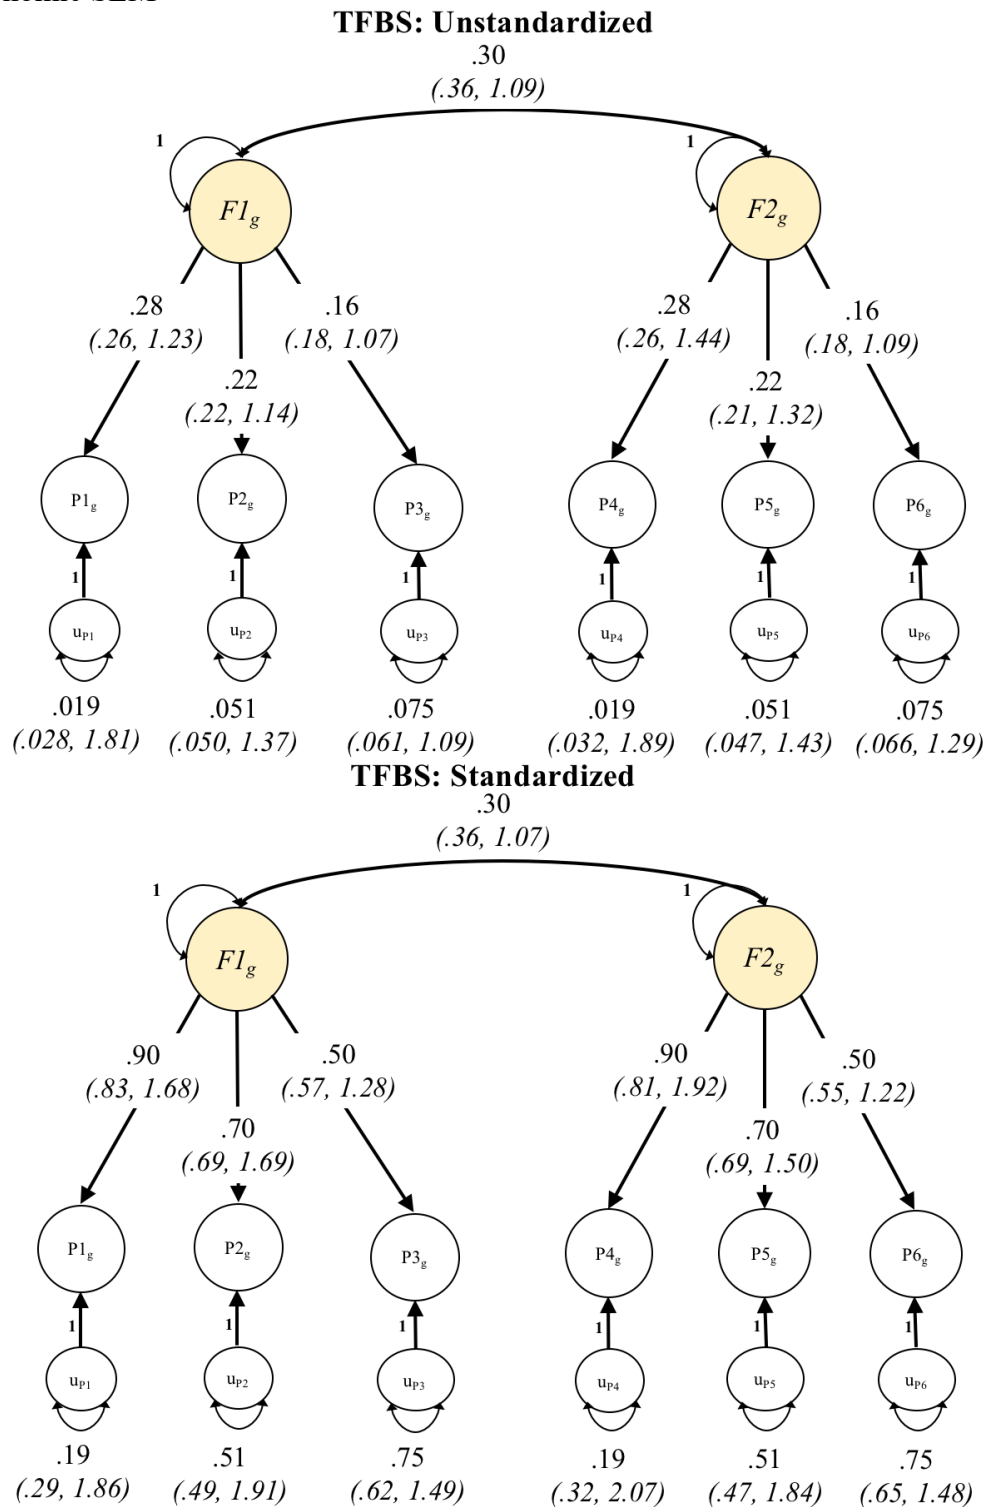 TFBS: Unstandardized
.30
(.36, 1.09)
1 1
F1g F2g
.28 .16 .28 .16
(.26, 1.23) (.18, 1.07) (.26, 1.44) (.18, 1.09)
.22 .22
(.22, 1.14) (.21, 1.32)
P1g P2g P3g P4g P5g P6g
1 1 1 1 1 1
uP1 uP2 uP3 uP4 uP5 uP6
.019 .051 .075 .019 .051 .075
(.028, 1.81) (.050, 1.37) (.061, 1.09) (.032, 1.89) (.047, 1.43) (.066, 1.29)
TFBS: Standardized
.30
(.36, 1.07)
1 1
F1g F2g
.90 .50 .90 .50
(.83, 1.68) (.57, 1.28) (.81, 1.92) (.55, 1.22)
.70 .70
(.69, 1.69) (.69, 1.50)
P1g P2g P3g P4g P5g P6g
1 1 1 1 1 1
uP1 uP2 uP3 uP4 uP5 uP6
.19 .51 .75 .19 .51 .75
(.29, 1.86) (.49, 1.91) (.62, 1.49) (.32, 2.07) (.47, 1.84) (.65, 1.48)